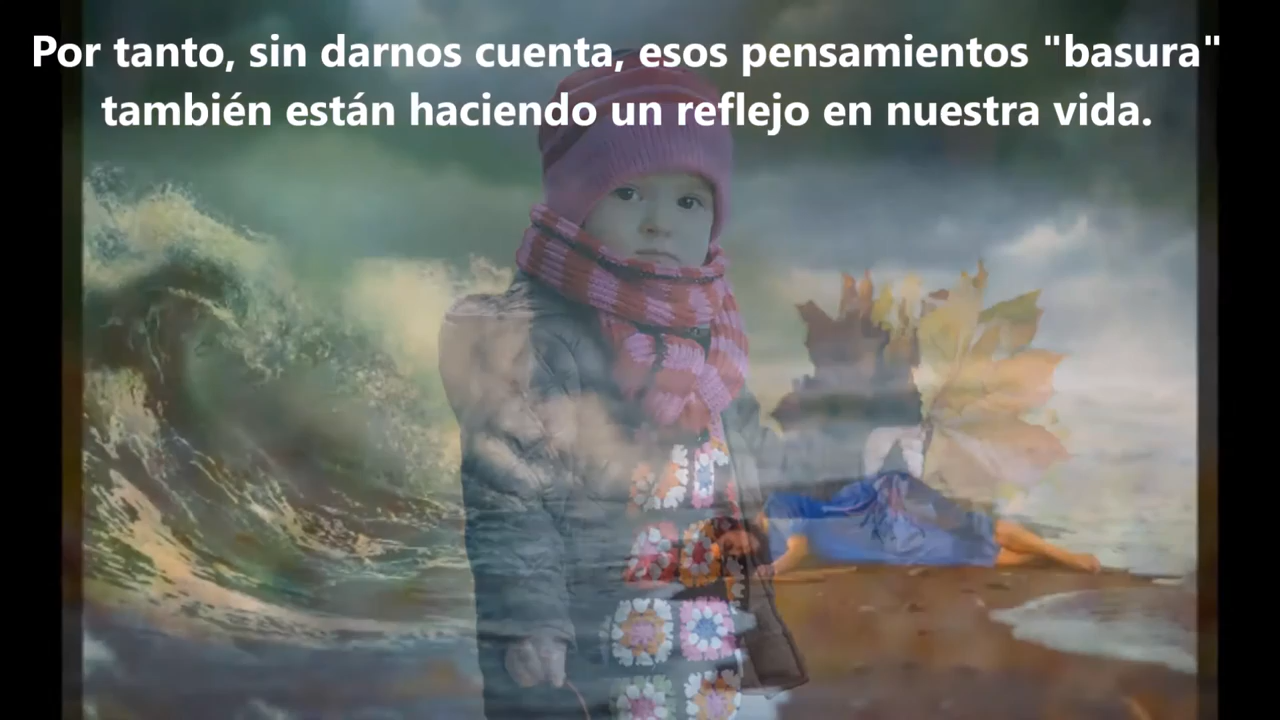 Por tanto, sin darnos cuenta, esos pensamientos "basura"
también están haciendo un reflejo en nuestra vida.